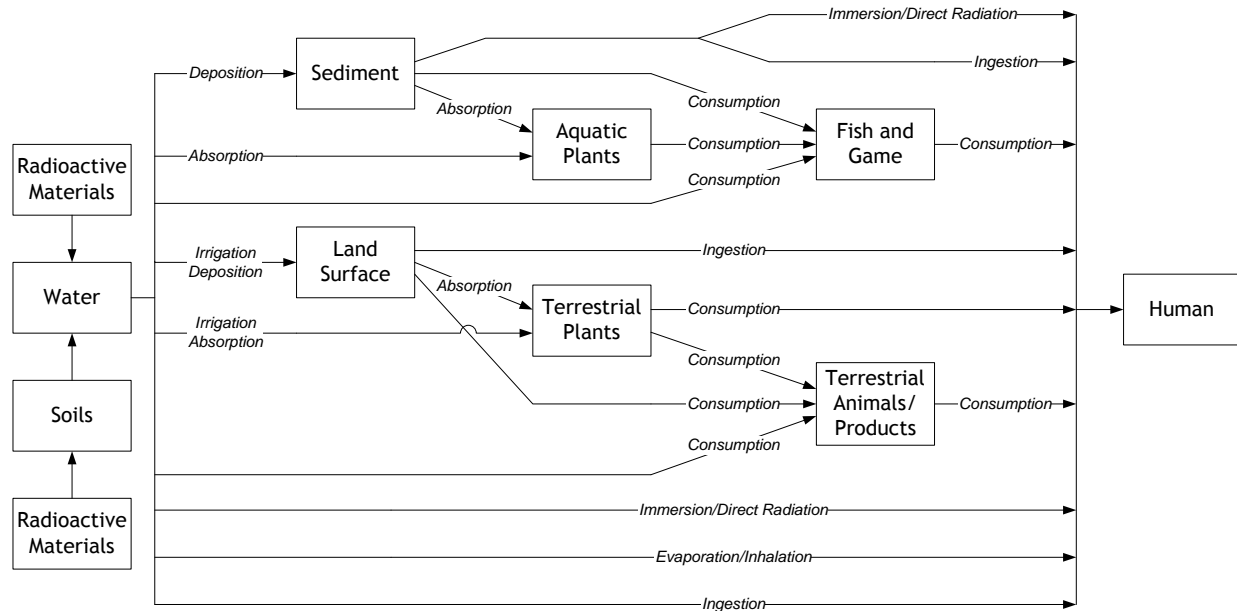 Immersion/Direct Radiation
Deposition
Sediment
Ingestion
Consumption
Absorption
Aquatic
Plants
Consumption
Fish and
Game
Consumption
Absorption
Radioactive
Materials
Consumption
Irrigation
Deposition
Land
Surface
Ingestion
Absorption
Water
Terrestrial
Plants
Consumption
Human
Irrigation
Absorption
Consumption
Soils
Consumption
Terrestrial
Animals/
Products
Consumption
Consumption
Radioactive
Materials
Immersion/Direct Radiation
Evaporation/Inhalation
Ingestion